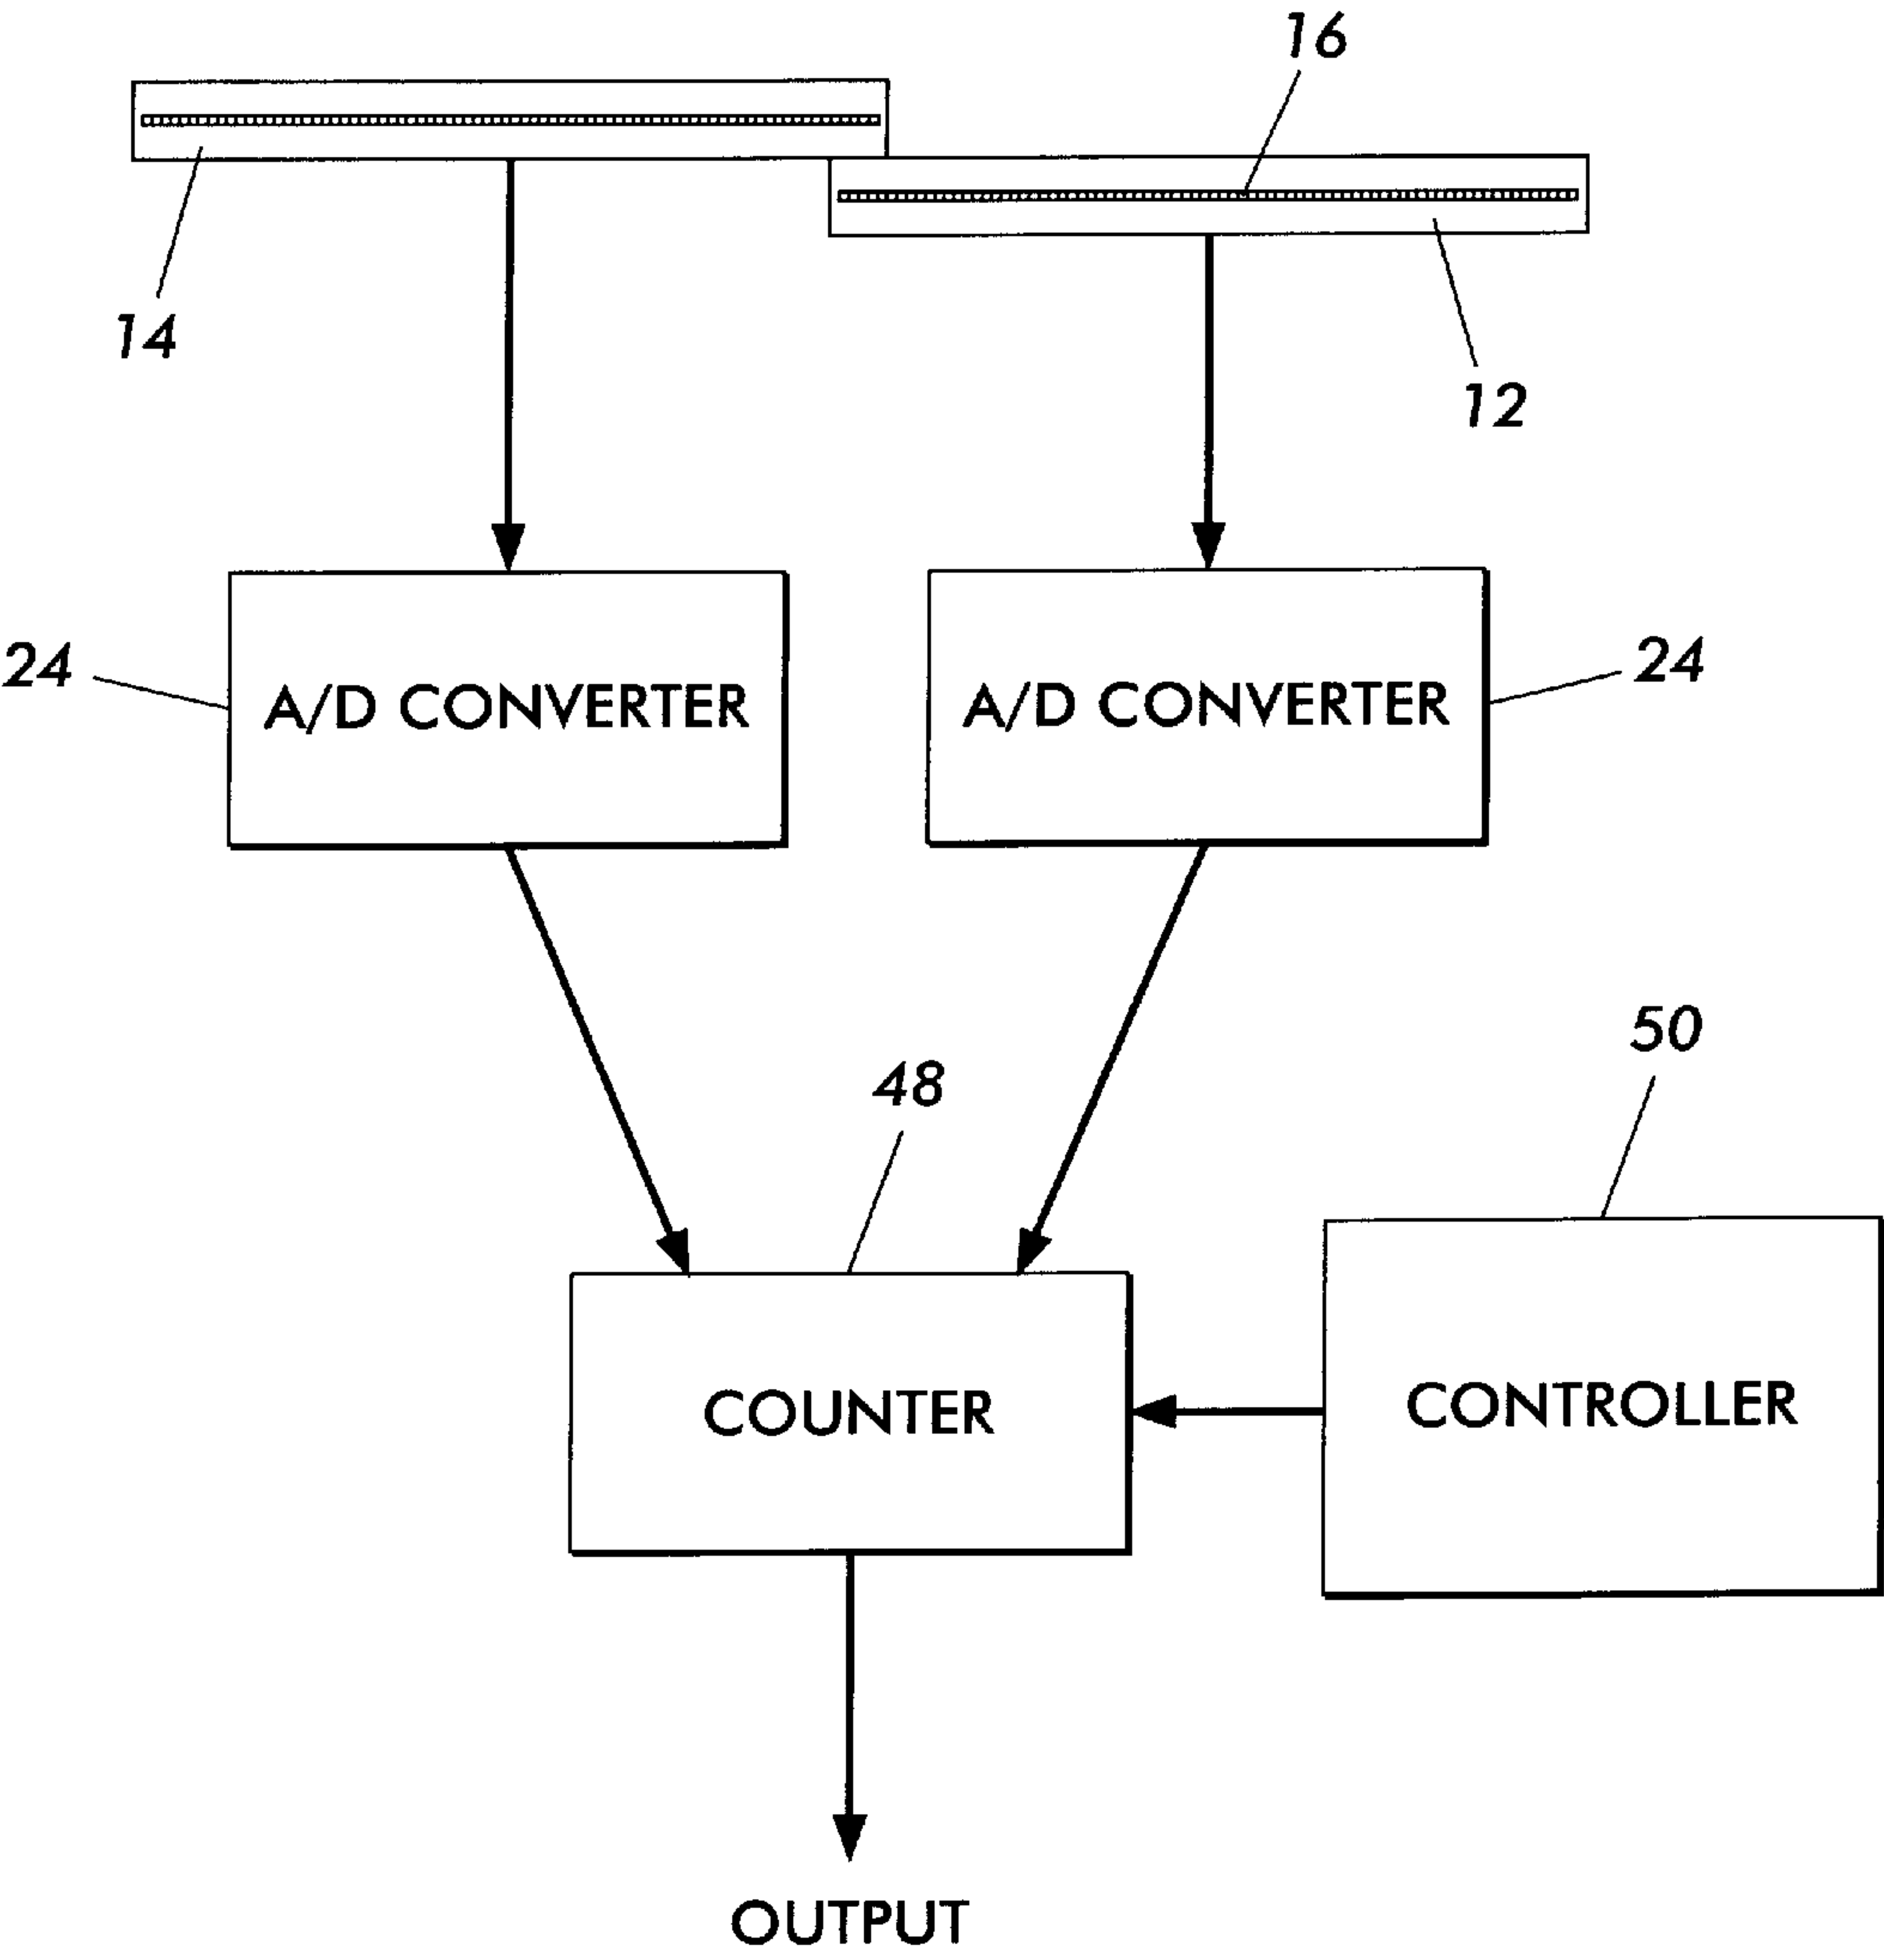 16
14
12
24
A/D CONVERTER
A/D CONVERTER
24
48
50
COUNTER
CONTROLLER
OUTPUT